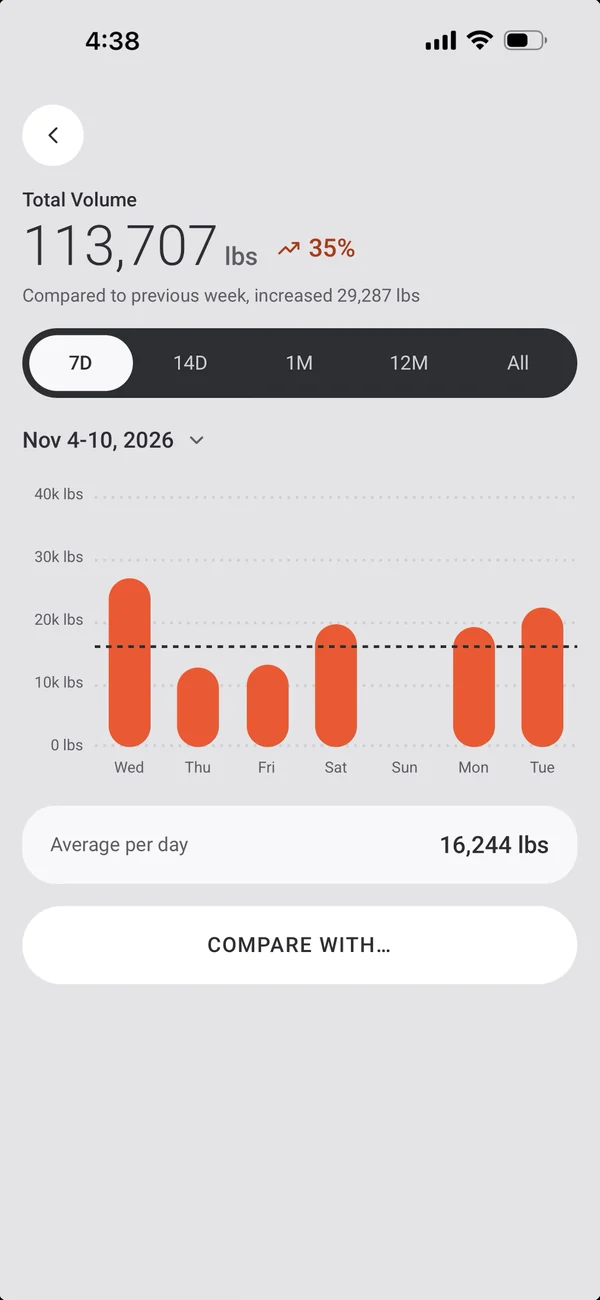 4:38
Total Volume
113,707 lbs 35%
Compared to previous week, increased 29,287 lbs
7D 14D 1M 12M All
Nov 4-10, 2026
40k lbs
30k lbs
20k lbs
10k lbs
0 lbs
Wed Thu Fri Sat Sun Mon Tue
Average per day 16,244 lbs
COMPARE WITH...